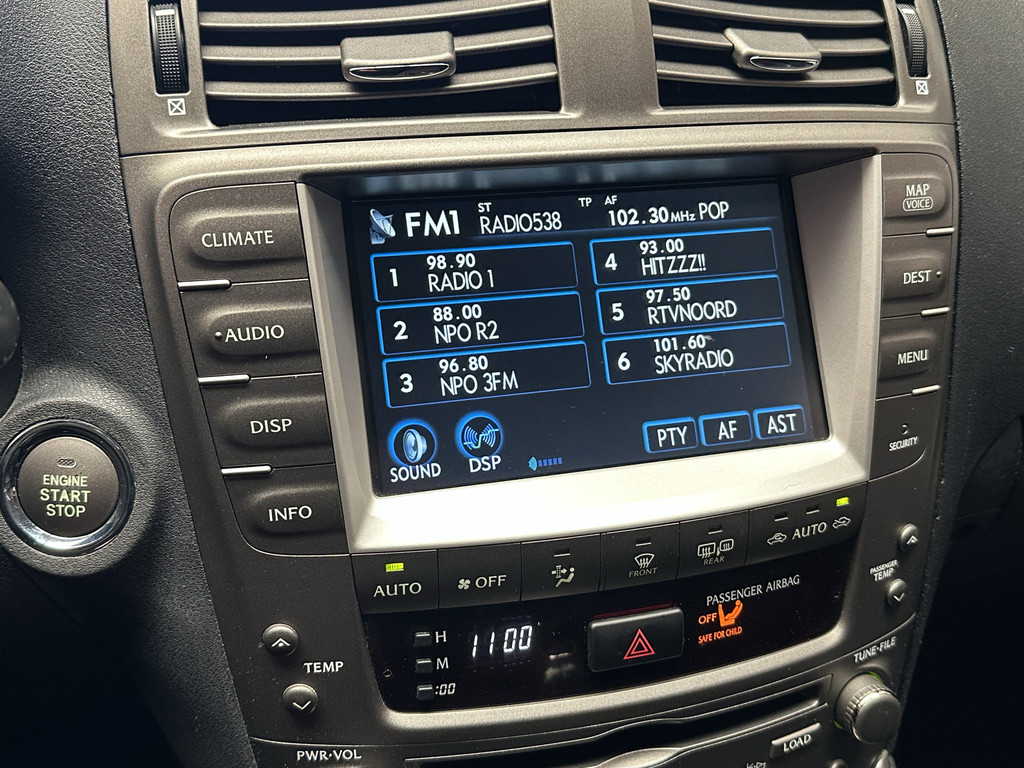 MAP
VOICE
CLIMATE
FM1 ST RADIO538 TP AF 102.30 MHz POP
1 98.90 RADIO 1
4 93.00 HITZZZ!!
DEST
AUDIO
2 88.00 NPO R2
5 97.50 RTVNOORD
MENU
3 96.80 NPO 3FM
6 101.60 SKYRADIO
DISP
SOUND DSP PTY AF AST
SECURITY
ENGINE
START
STOP
INFO
AUTO OFF FRONT REAR AUTO
PASSENGER
TEMP
PASSENGER AIRBAG
OFF
SAFE FOR CHILD
H
M
:00
11:00
TEMP
TUNE·FILE
PWR·VOL
LOAD